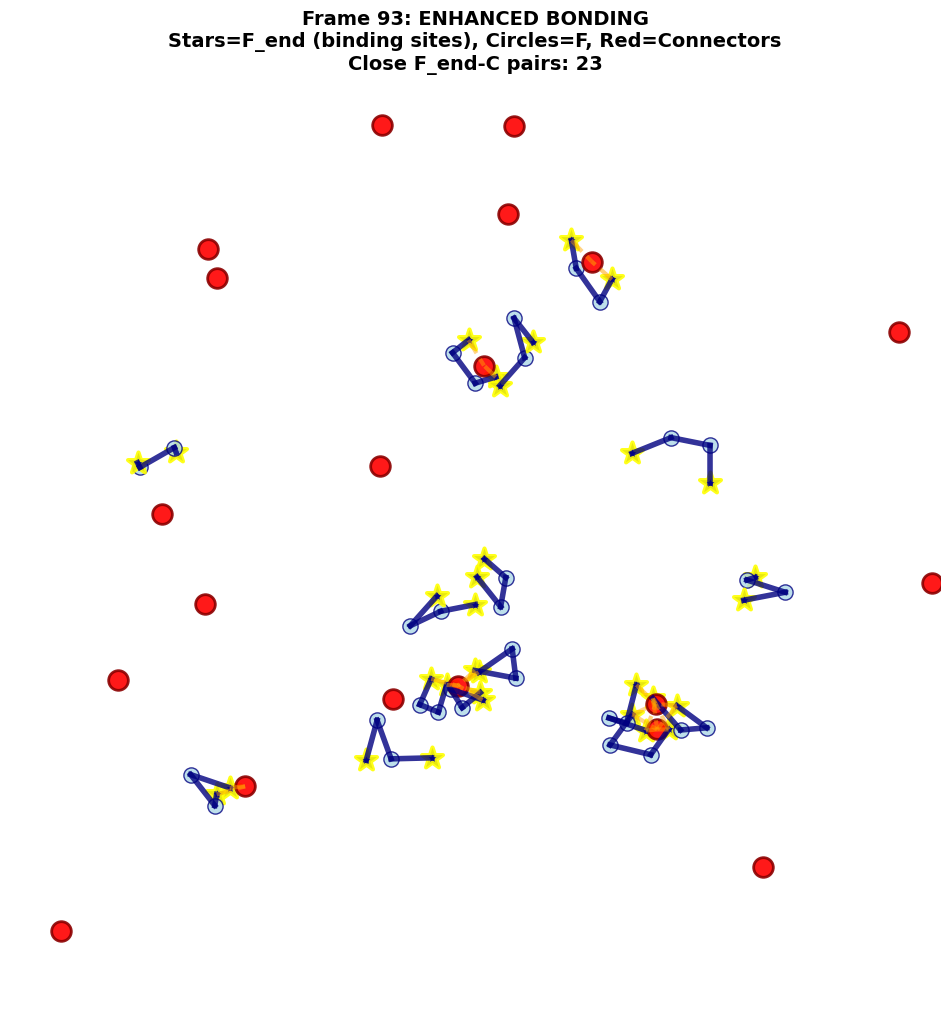 Frame 93: ENHANCED BONDING
Stars=F_end (binding sites), Circles=F, Red=Connectors
Close F_end-C pairs: 23